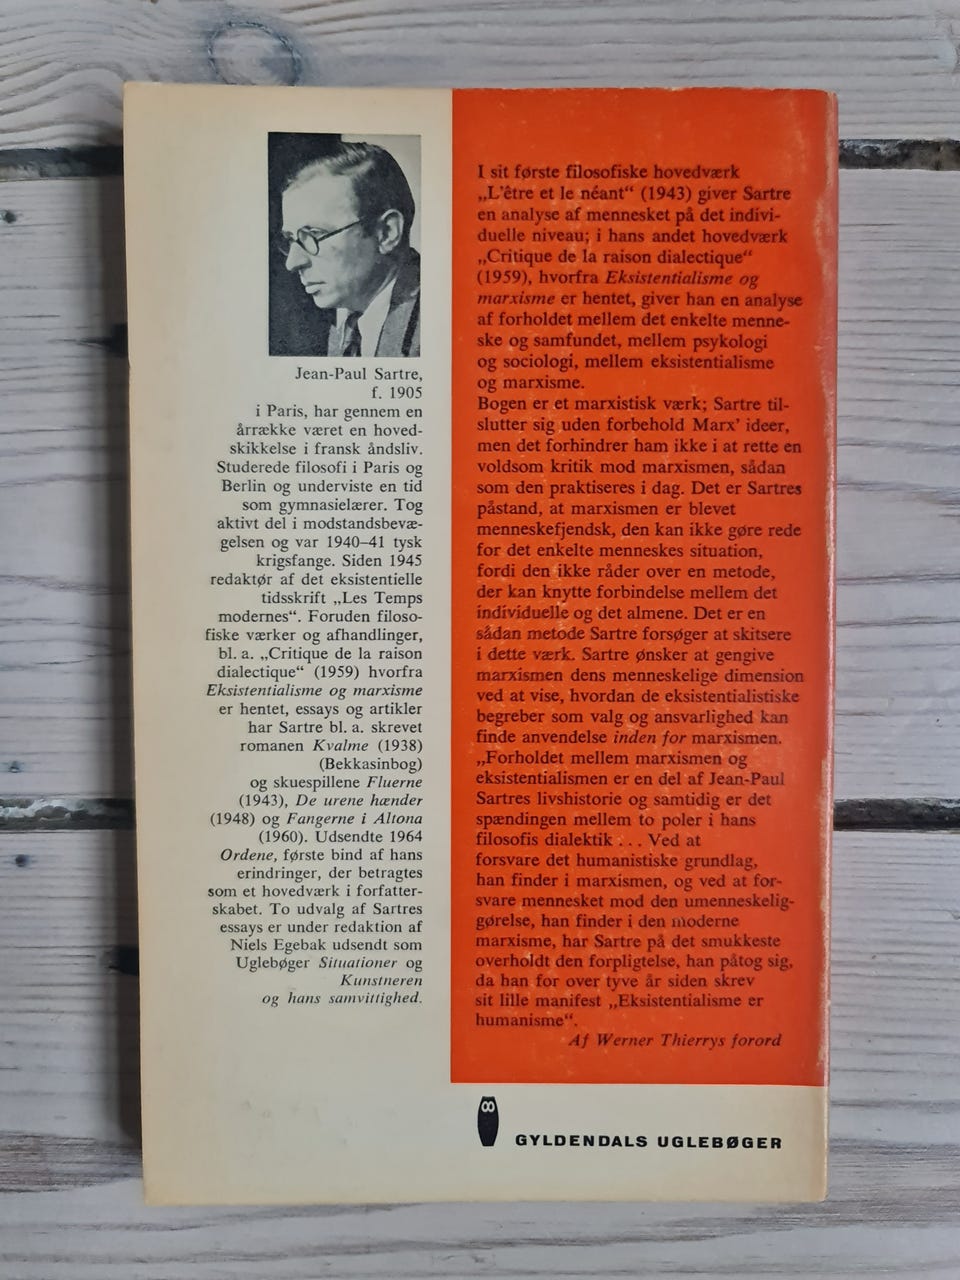 Jean-Paul Sartre,
f. 1905
i Paris, har gennem en
årrække været en hoved-
skikkelse i fransk åndsliv.
Studerede filosofi i Paris og
Berlin og underviste en tid
som gymnasielærer. Tog
aktivt del i modstandsbevæ-
gelsen og var 1940–41 tysk
krigsfange. Siden 1945
redaktør af det eksistentielle
tidsskrift „Les Temps
modernes“. Foruden filoso-
fiske værker og afhandlinger,
bl. a. „Critique de la raison
dialectique“ (1959) hvorfra
Eksistentialisme og marxisme
er hentet, essays og artikler
har Sartre bl. a. skrevet
romanen Kvalme (1938)
(Bekkasinbog)
og skuespillene Fluerne
(1943), De urene hænder
(1948) og Fangerne i Altona
(1960). Udsendte 1964
Ordene, første bind af hans
erindringer, der betragtes
som et hovedværk i forfatter-
skabet. To udvalg af Sartres
essays er under redaktion af
Niels Egebak udsendt som
Uglebøger Situationer og
Kunstneren
og hans samvittighed.
I sit første filosofiske hovedværk
„L'être et le néant“ (1943) giver Sartre
en analyse af mennesket på det indivi-
duelle niveau; i hans andet hovedværk
„Critique de la raison dialectique“
(1959), hvorfra Eksistentialisme og
marxisme er hentet, giver han en analyse
af forholdet mellem det enkelte menne-
ske og samfundet, mellem psykologi
og sociologi, mellem eksistentialisme
og marxisme.
Bogen er et marxistisk værk; Sartre til-
slutter sig uden forbehold Marx' ideer,
men det forhindrer ham ikke i at rette en
voldsom kritik mod marxismen, sådan
som den praktiseres i dag. Det er Sartres
påstand, at marxismen er blevet
menneskefjendsk, den kan ikke gøre rede
for det enkelte menneskes situation,
fordi den ikke råder over en metode,
der kan knytte forbindelse mellem det
individuelle og det almene. Det er en
sådan metode Sartre forsøger at skitsere
i dette værk. Sartre ønsker at gengive
marxismen dens menneskelige dimension
ved at vise, hvordan de eksistentialistiske
begreber som valg og ansvarlighed kan
finde anvendelse inden for marxismen.
„Forholdet mellem marxismen og
eksistentialismen er en del af Jean-Paul
Sartres livshistorie og samtidig er det
spændingen mellem to poler i hans
filosofis dialektik . . . Ved at
forsvare det humanistiske grundlag,
han finder i marxismen, og ved at for-
svare mennesket mod den umenneskelig-
gørelse, han finder i den moderne
marxisme, har Sartre på det smukkeste
overholdt den forpligtelse, han påtog sig,
da han for over tyve år siden skrev
sit lille manifest „Eksistentialisme er
humanisme“.
Af Werner Thierrys forord
GYLDENDALS UGLEBØGER